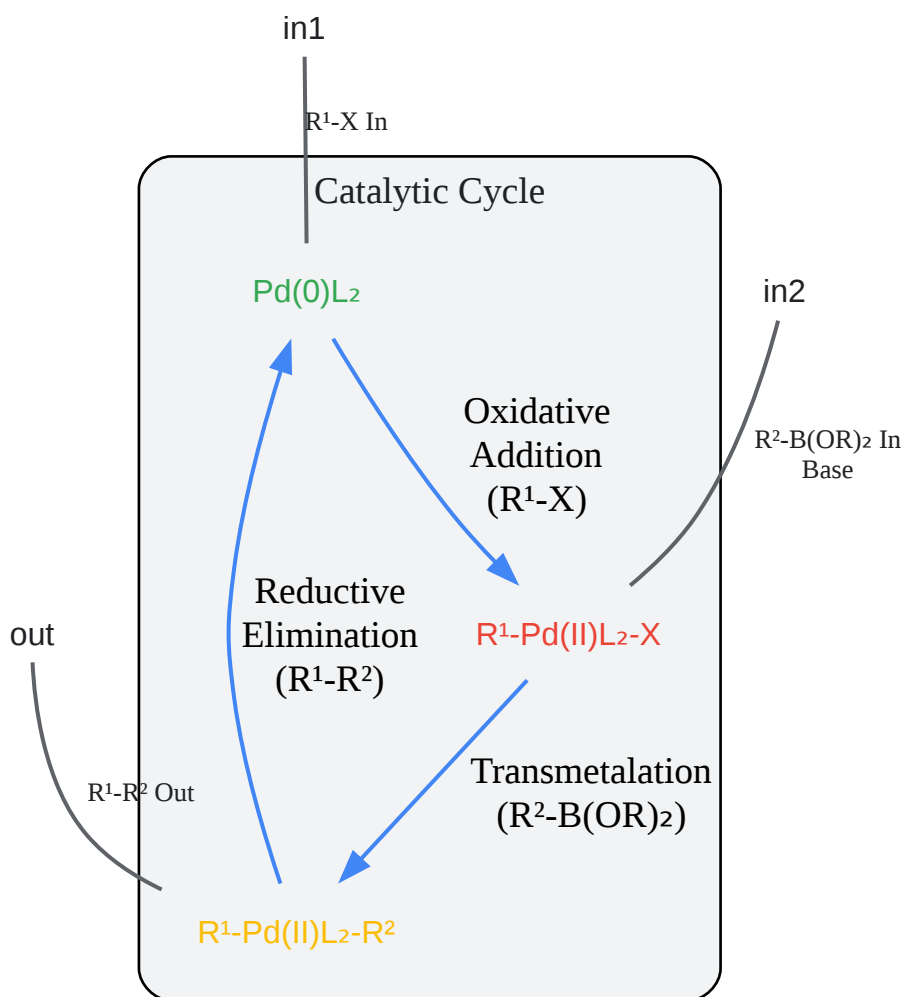 in1
R¹-X In
Catalytic Cycle
Pd(0)L₂
in2
Oxidative
Addition
(R¹-X)
R²-B(OR)₂ In
Base
Reductive
Elimination
(R¹-R²)
out
R¹-Pd(II)L₂-X
Transmetalation
(R²-B(OR)₂)
R¹-R² Out
R¹-Pd(II)L₂-R²